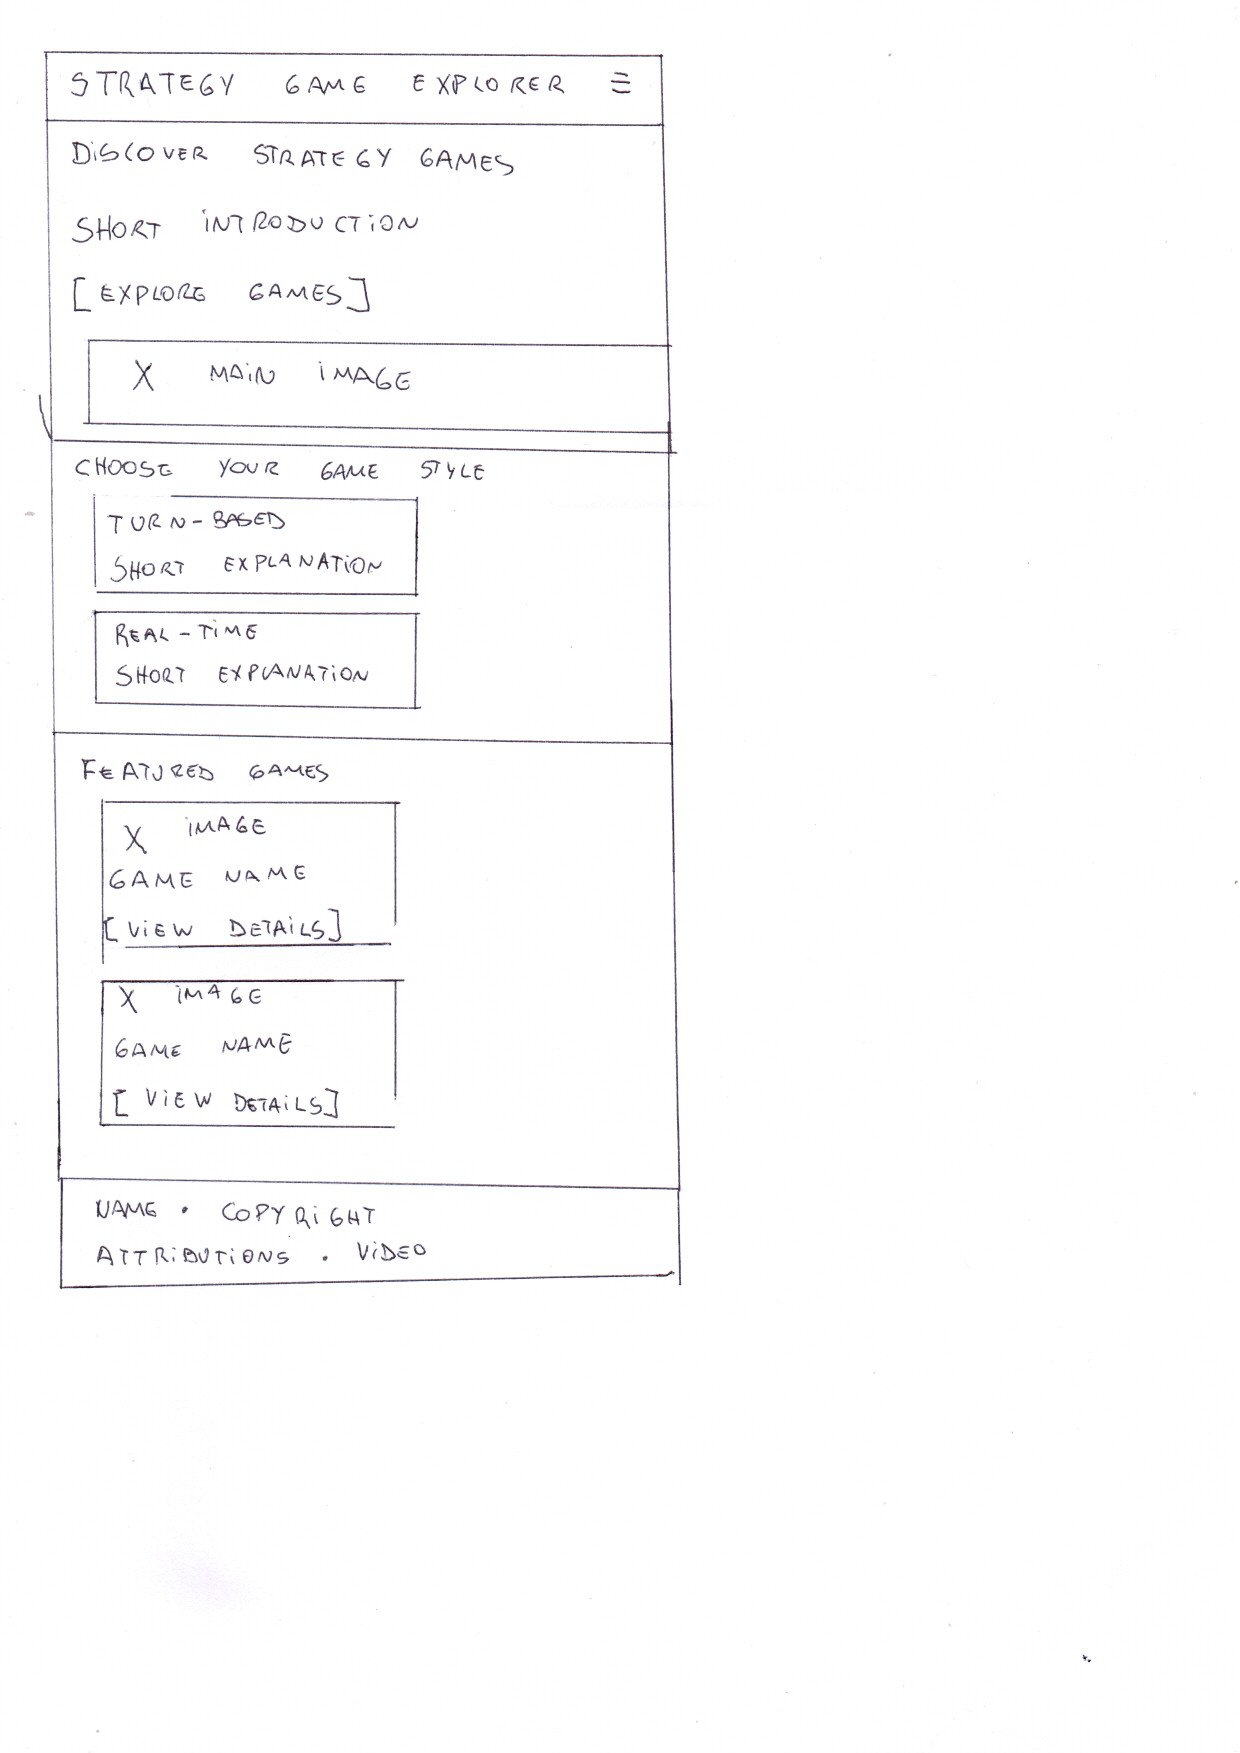 STRATEGY GAME EXPLORER ☰
DiSCOVER STRATEGY GAMES
SHORT iNTRODUCTiON
[EXPLORE GAMES]
X MAiN iMAGE
CHOOSE YOUR GAME STYLE
TURN-BASED
SHORT EXPLANATiON
REAL-TiME
SHORT EXPLANATiON
FEATURED GAMES
X iMAGE
GAME NAME
[ViEW DETAiLS]
X iMAGE
GAME NAME
[ViEW DETAiLS]
NAME • COPYRiGHT
ATTRiBUTiONS • ViDEO